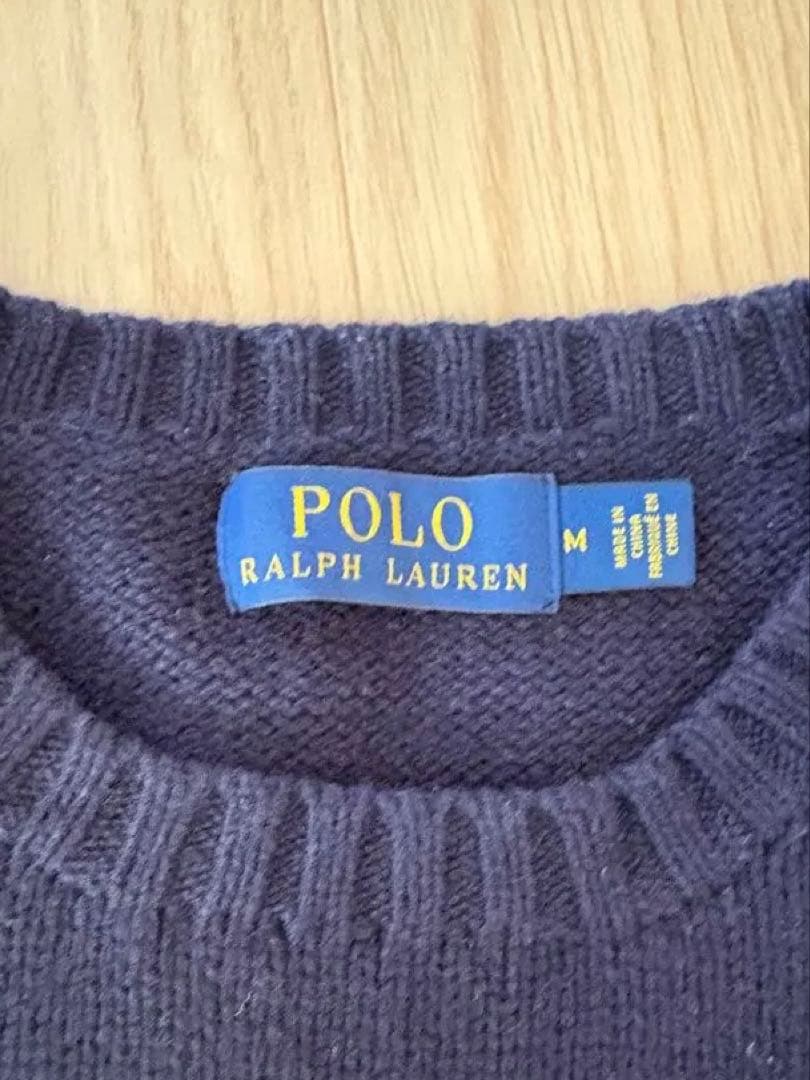 POLO
RALPH LAUREN
M
MADE IN
CHINA
FABRIQUÉ EN
CHINE